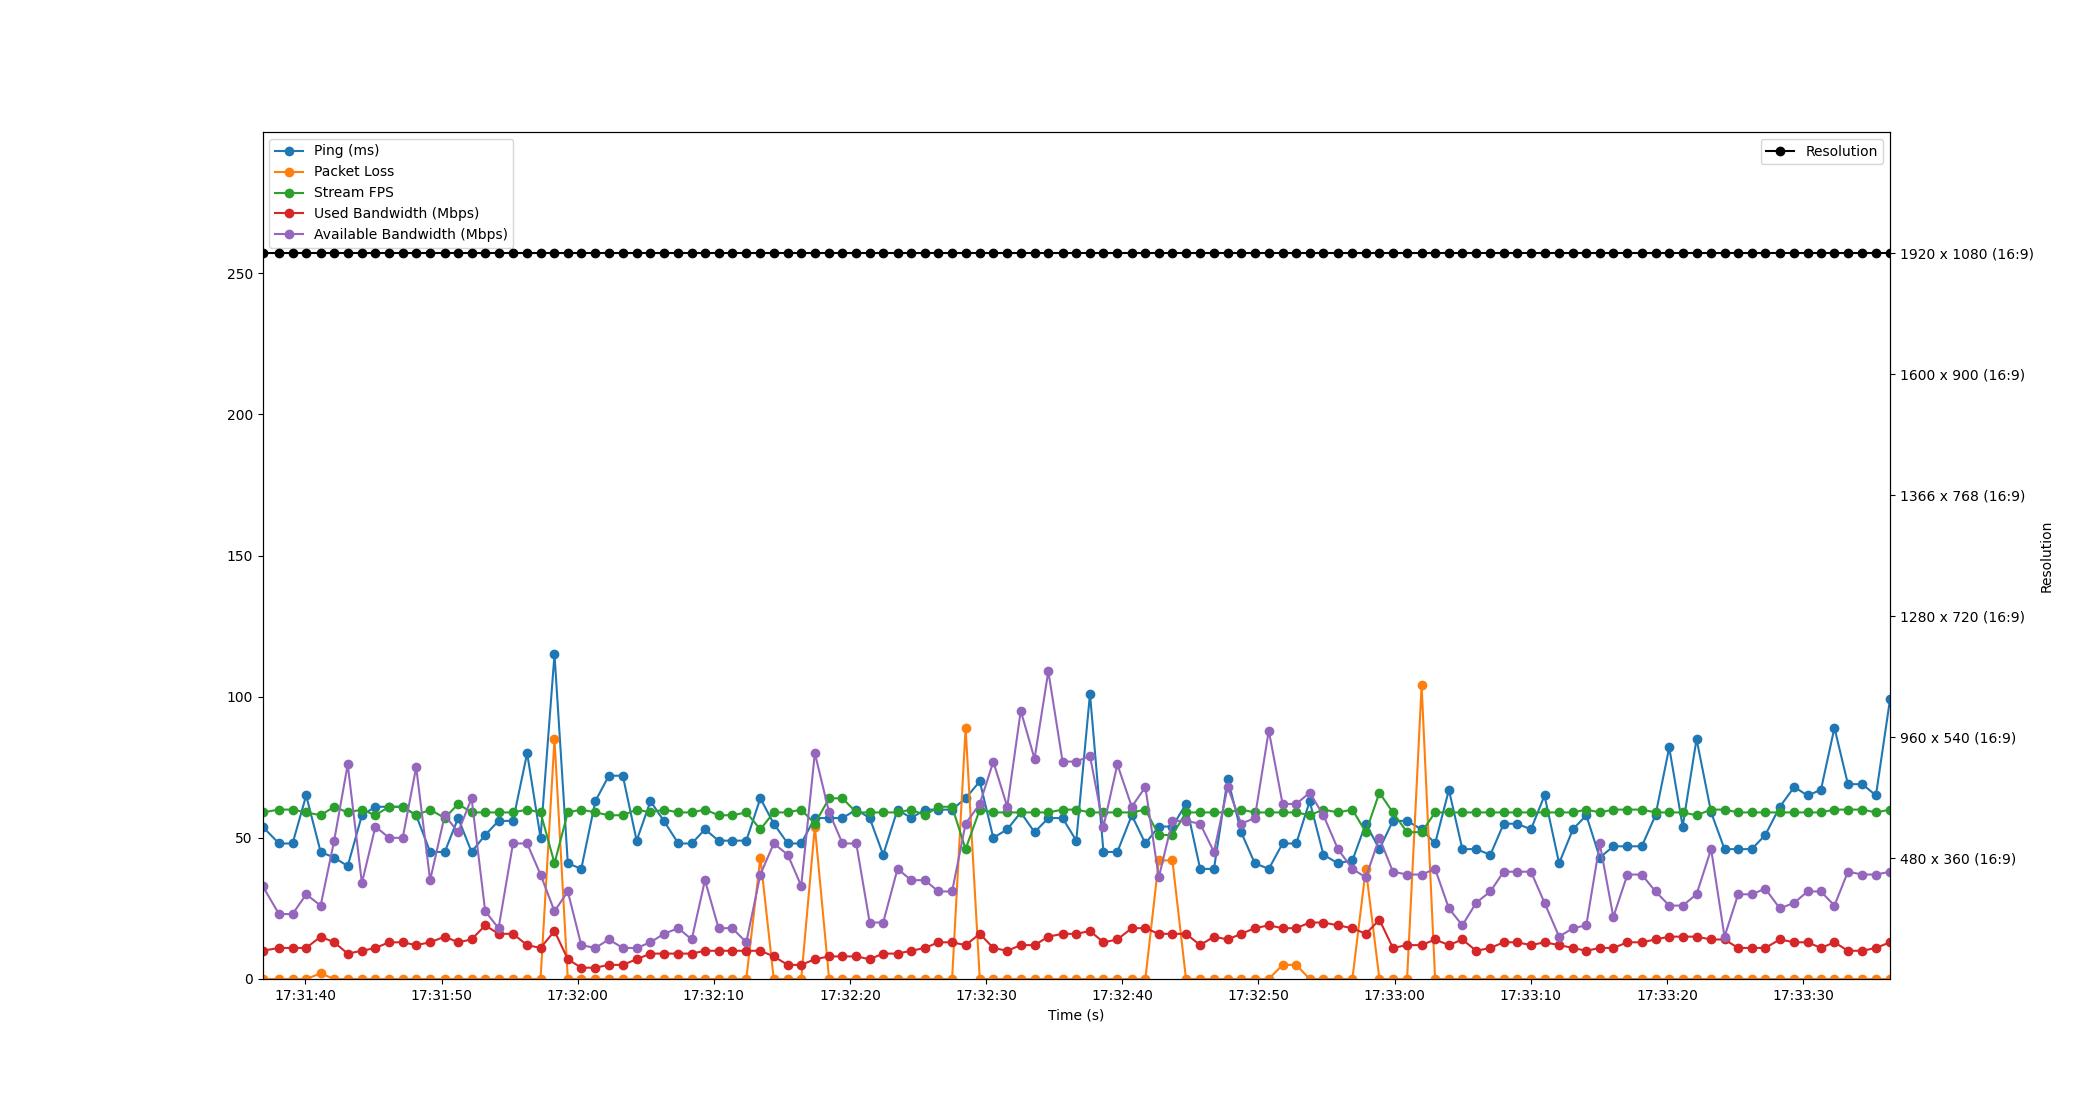 Ping (ms)
Packet Loss
Stream FPS
Used Bandwidth (Mbps)
Available Bandwidth (Mbps)
Resolution
250
200
150
100
50
0
1920 x 1080 (16:9)
1600 x 900 (16:9)
1366 x 768 (16:9)
1280 x 720 (16:9)
960 x 540 (16:9)
480 x 360 (16:9)
Resolution
17:31:40 17:31:50 17:32:00 17:32:10 17:32:20 17:32:30 17:32:40 17:32:50 17:33:00 17:33:10 17:33:20 17:33:30
Time (s)